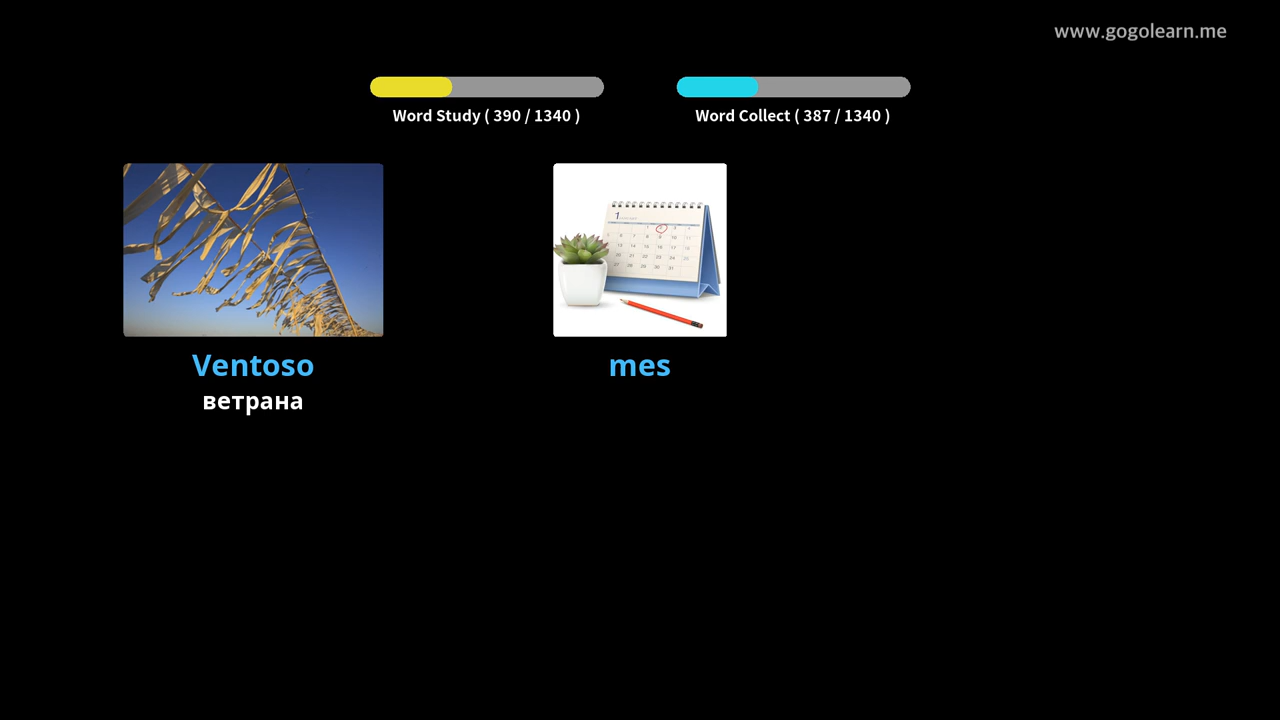 www.gogolearn.me
Word Study ( 390 / 1340 )
Word Collect ( 387 / 1340 )
Ventoso
ветрана
mes